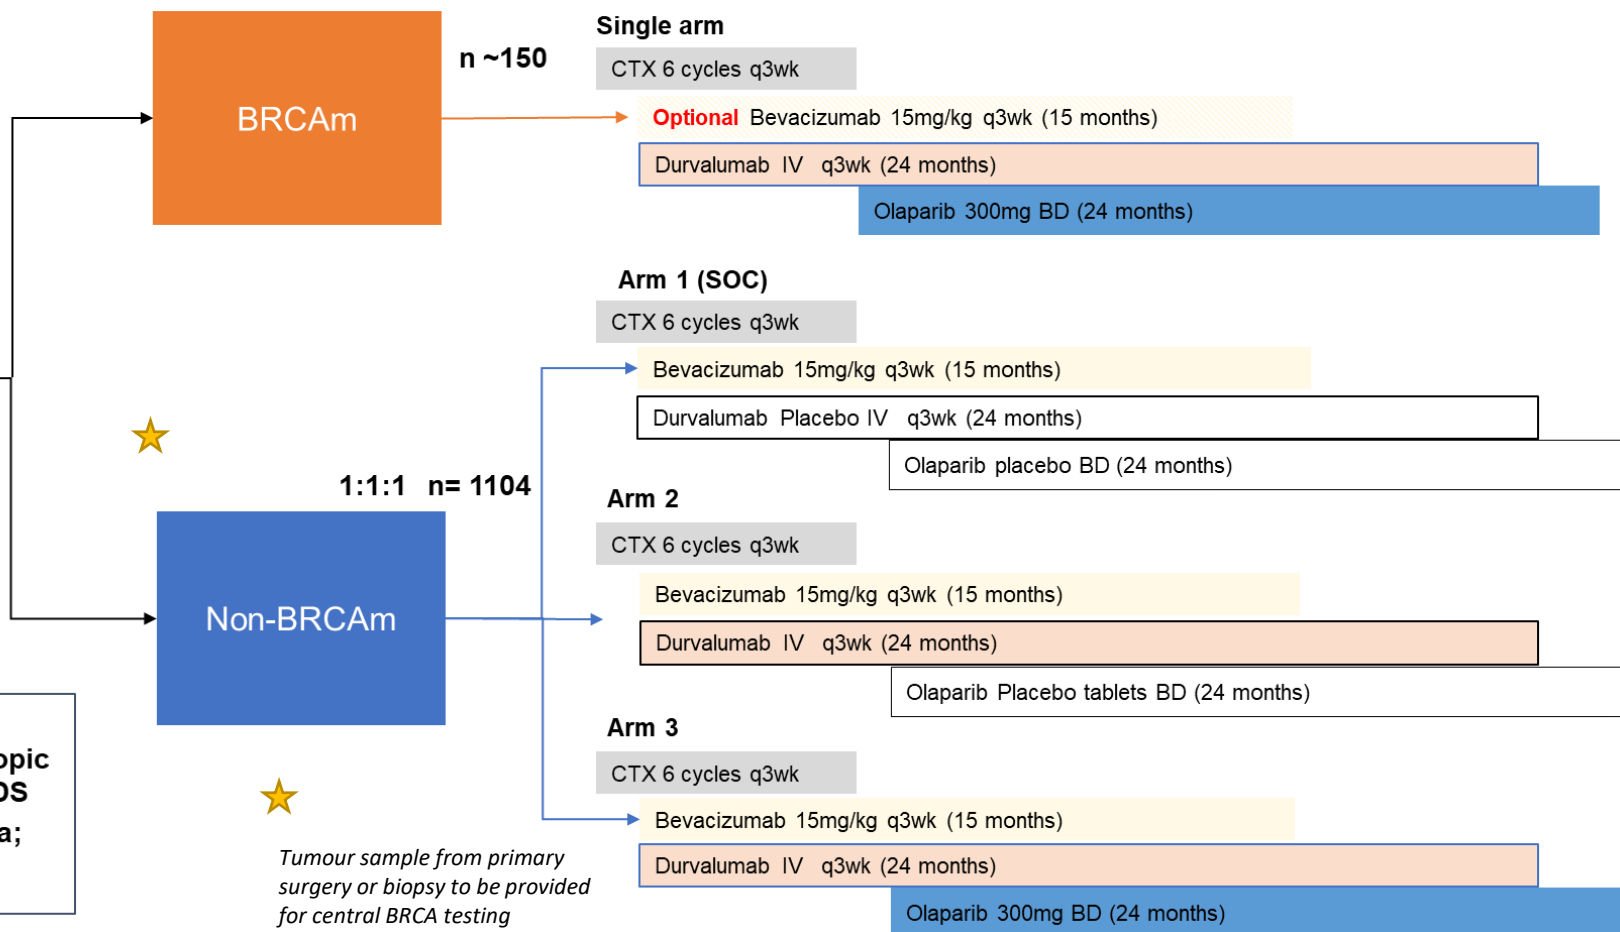 Single arm
n ~150
CTX 6 cycles q3wk
BRCAm
Optional Bevacizumab 15mg/kg q3wk (15 months)
Durvalumab IV q3wk (24 months)
Olaparib 300mg BD (24 months)
Arm 1 (SOC)
CTX 6 cycles q3wk
Bevacizumab 15mg/kg q3wk (15 months)
Durvalumab Placebo IV q3wk (24 months)
Olaparib placebo BD (24 months)
1:1:1 n= 1104
Arm 2
CTX 6 cycles q3wk
Non-BRCAm
Bevacizumab 15mg/kg q3wk (15 months)
Durvalumab IV q3wk (24 months)
Olaparib Placebo tablets BD (24 months)
Arm 3
CTX 6 cycles q3wk
Bevacizumab 15mg/kg q3wk (15 months)
Durvalumab IV q3wk (24 months)
Olaparib 300mg BD (24 months)
opic
DS
a;
Tumour sample from primary
surgery or biopsy to be provided
for central BRCA testing